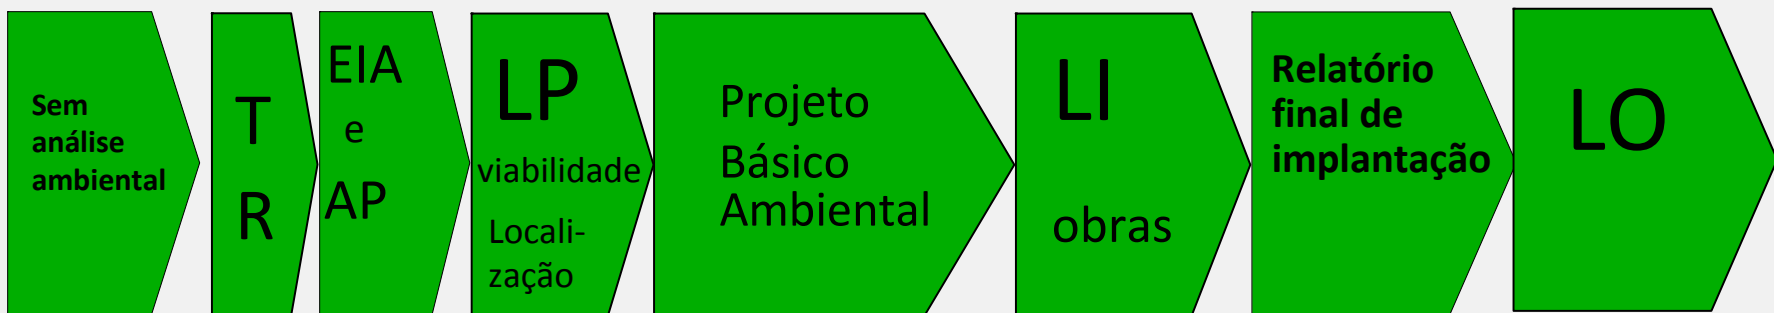 Sem
análise
ambiental
T
R
EIA
e
AP
LP
viabilidade
Locali-
zação
Projeto
Básico
Ambiental
LI
obras
Relatório
final de
implantação
LO